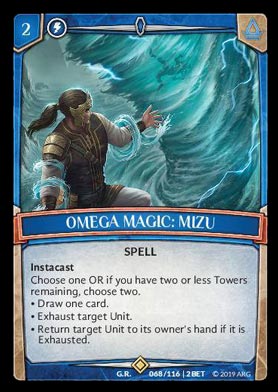 2
OMEGA MAGIC: MIZU
SPELL
Instacast
Choose one OR if you have two or less Towers
remaining, choose two.
• Draw one card.
• Exhaust target Unit.
• Return target Unit to its owner's hand if it is
Exhausted.
G.R. 068/116 | 2BET © 2019 ARG